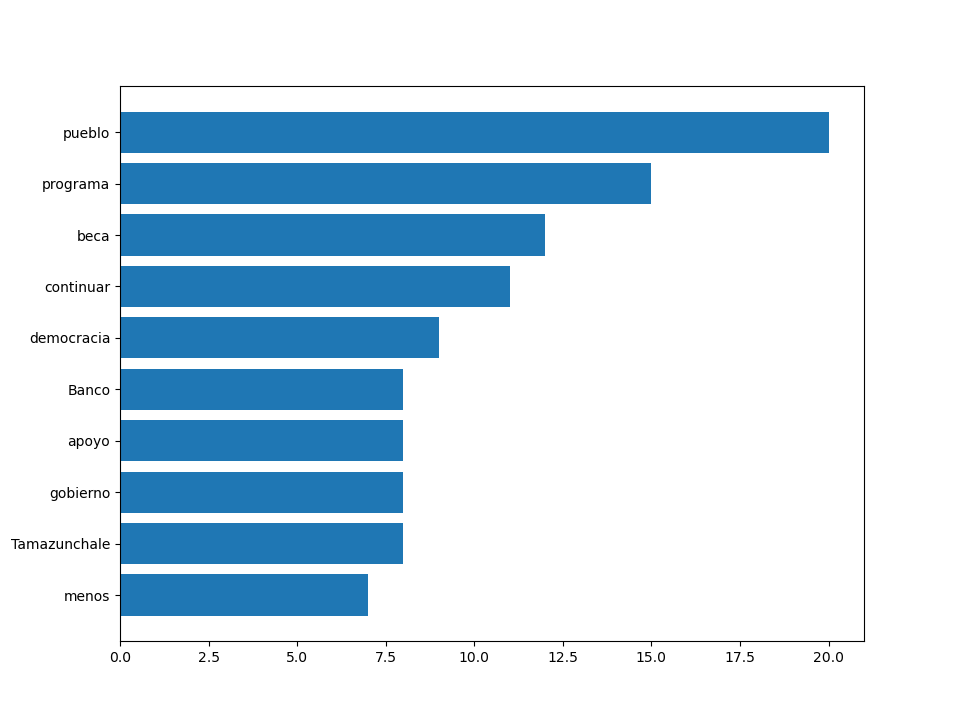 pueblo
programa
beca
continuar
democracia
Banco
apoyo
gobierno
Tamazunchale
menos
0.0 2.5 5.0 7.5 10.0 12.5 15.0 17.5 20.0